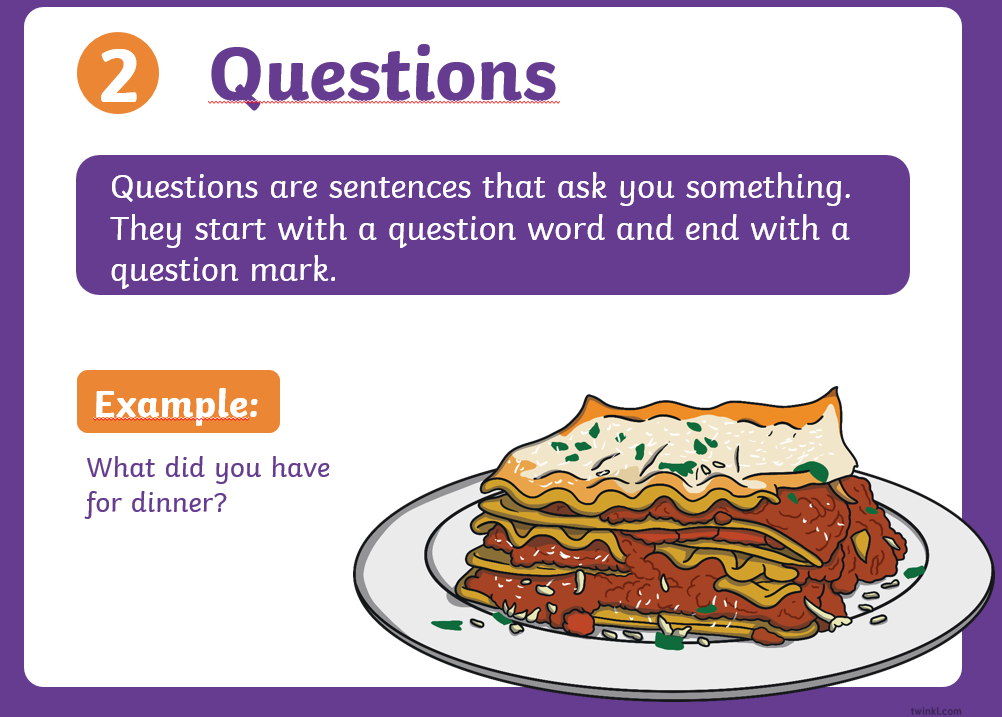 2 Questions
Questions are sentences that ask you something.
They start with a question word and end with a
question mark.
Example:
What did you have
for dinner?
twinkl.com